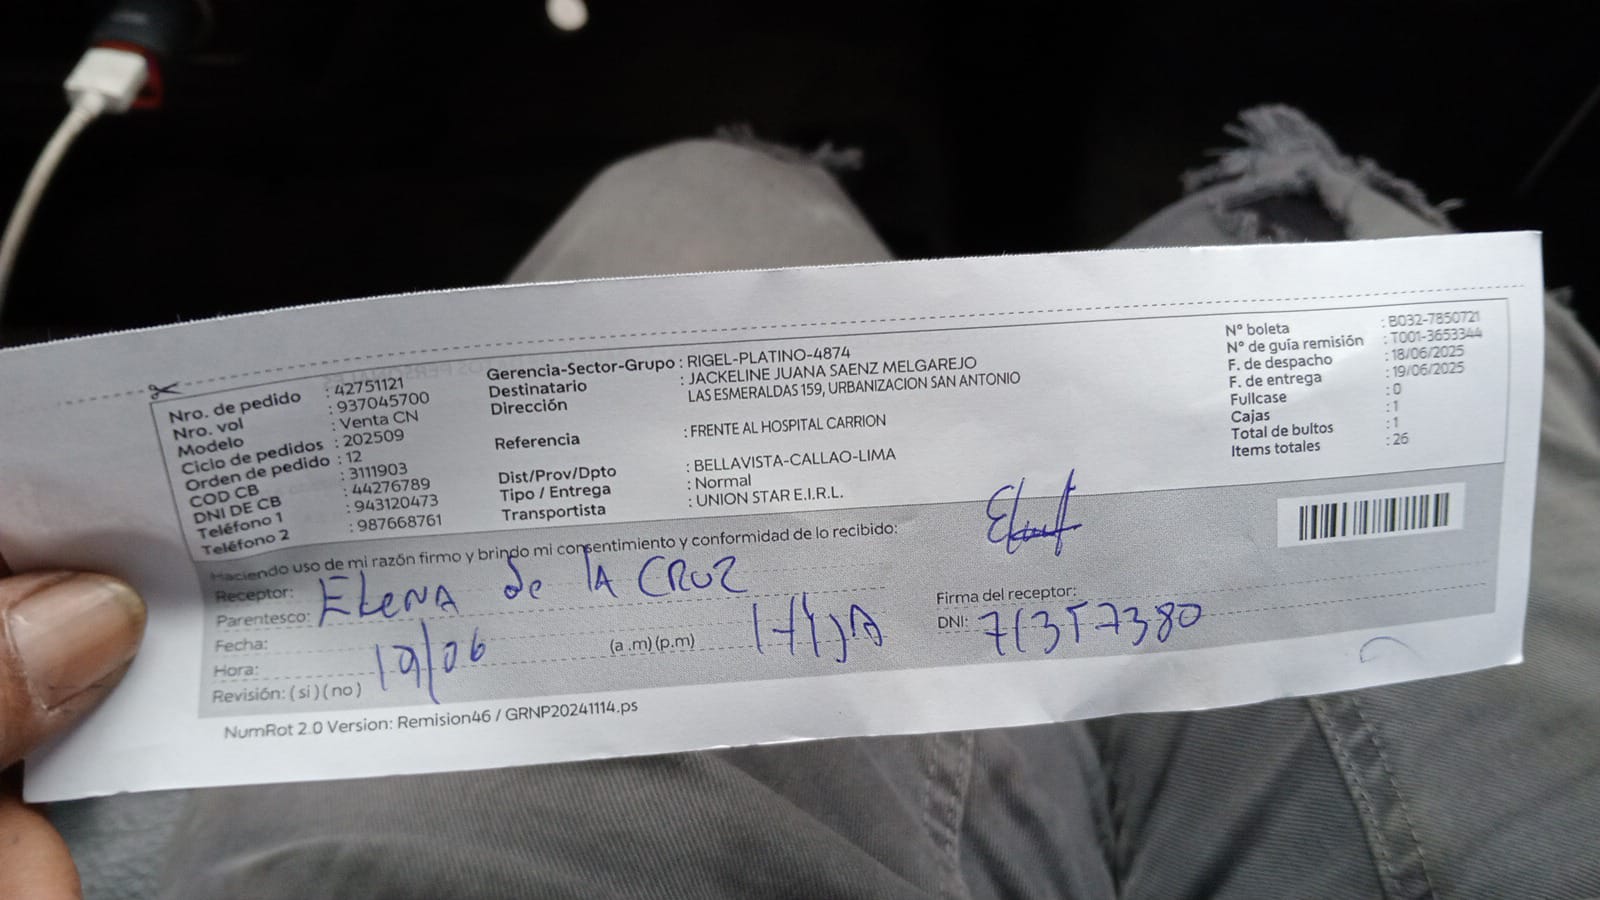 Nro. de pedido : 42751121
Nro. vol : 937045700
Modelo : Venta CN
Ciclo de pedidos : 202509
Orden de pedido : 12
COD CB : 3111903
DNI DE CB : 44276789
Teléfono 1 : 943120473
Teléfono 2 : 987668761
Gerencia-Sector-Grupo : RIGEL-PLATINO-4874
Destinatario : JACKELINE JUANA SAENZ MELGAREJO
Dirección : LAS ESMERALDAS 159, URBANIZACION SAN ANTONIO
Referencia : FRENTE AL HOSPITAL CARRION
Dist/Prov/Dpto : BELLAVISTA-CALLAO-LIMA
Tipo / Entrega : Normal
Transportista : UNION STAR E.I.R.L.
N° boleta : B032-7850721
N° de guía remisión : T001-3653344
F. de despacho : 18/06/2025
F. de entrega : 19/06/2025
Fullcase : 0
Cajas : 1
Total de bultos : 1
Items totales : 26
Haciendo uso de mi razón firmo y brindo mi consentimiento y conformidad de lo recibido:
Receptor: ELENA de LA CRUZ
Parentesco:
Fecha: 19/06
Hora: (a .m) (p.m)
Revisión: ( si ) ( no )
Firma del receptor:
DNI:
NumRot 2.0 Version: Remision46 / GRNP20241114.ps